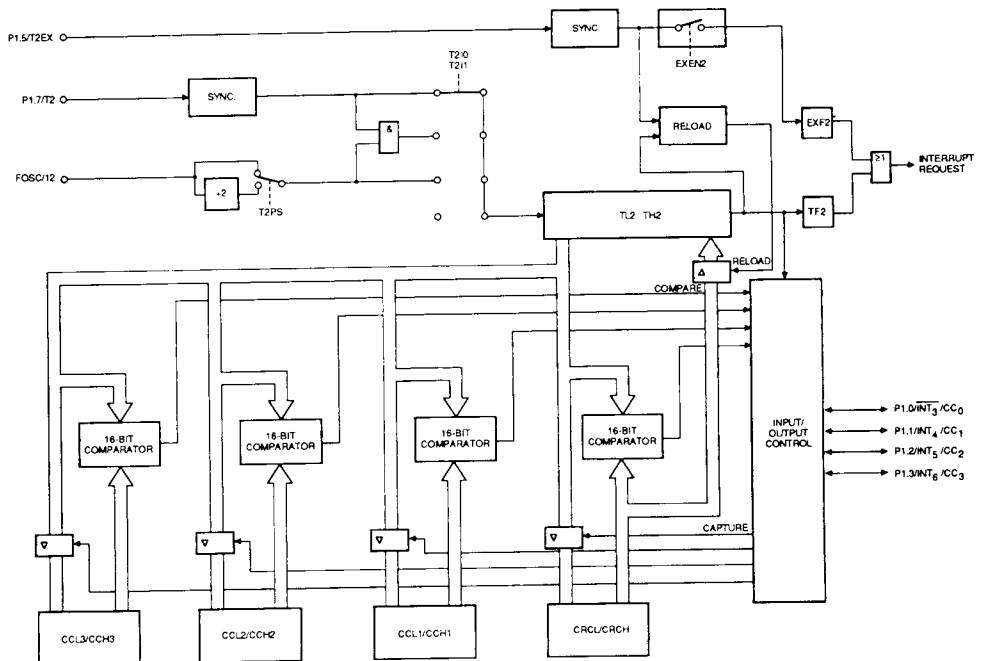 P1.5/T2EX
SYNC.
EXEN2
T2I0
T2I1
P1.7/T2
SYNC.
&
RELOAD
EXF2
≥1
INTERRUPT
REQUEST
FOSC/12
÷2
T2PS
TL2 TH2
TF2
RELOAD
COMPARE
16-BIT
COMPARATOR
16-BIT
COMPARATOR
16-BIT
COMPARATOR
16-BIT
COMPARATOR
INPUT/
OUTPUT
CONTROL
P1.0/INT3/CC0
P1.1/INT4/CC1
P1.2/INT5/CC2
P1.3/INT6/CC3
CAPTURE
CCL3/CCH3
CCL2/CCH2
CCL1/CCH1
CRCL/CRCH